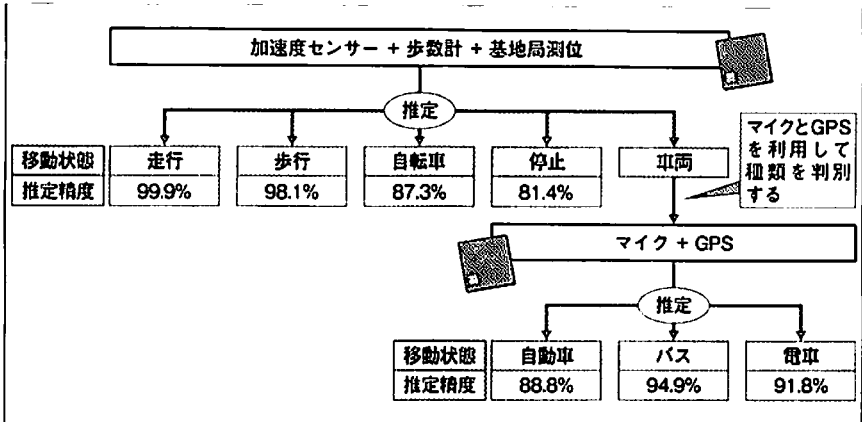 加速度センサー + 歩数計 + 基地局測位
推定
マイクとGPS
を利用して
種類を判別
する
移動状態 走行 歩行 自転車 停止 車両
推定精度 99.9% 98.1% 87.3% 81.4%
マイク + GPS
推定
移動状態 自動車 バス 電車
推定精度 88.8% 94.9% 91.8%